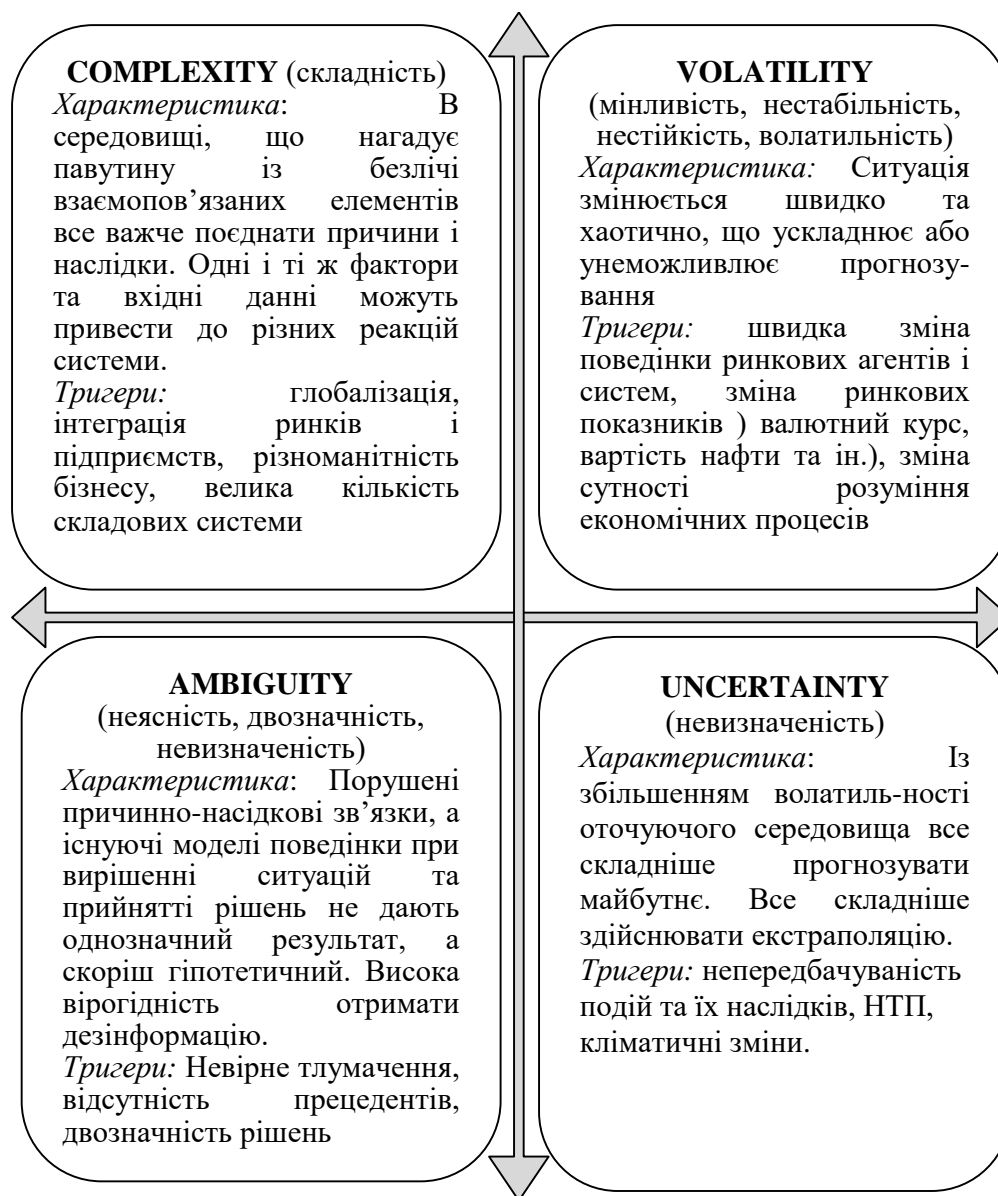 COMPLEXITY (складність)
Характеристика: В
середовищі, що нагадує
павутину із безлічі
взаємопов’язаних елементів
все важче поєднати причини і
наслідки. Одні і ті ж фактори
та вхідні данні можуть
привести до різних реакцій
системи.
Тригери: глобалізація,
інтеграція ринків і
підприємств, різноманітність
бізнесу, велика кількість
складових системи
VOLATILITY
(мінливість, нестабільність,
нестійкість, волатильність)
Характеристика: Ситуація
змінюється швидко та
хаотично, що ускладнює або
унеможливлює прогнозу-
вання
Тригери: швидка зміна
поведінки ринкових агентів і
систем, зміна ринкових
показників ) валютний курс,
вартість нафти та ін.), зміна
сутності розуміння
економічних процесів
AMBIGUITY
(неясність, двозначність,
невизначеність)
Характеристика: Порушені
причинно-насідкові зв’язки, а
існуючі моделі поведінки при
вирішенні ситуацій та
прийнятті рішень не дають
однозначний результат, а
скоріш гіпотетичний. Висока
вірогідність отримати
дезінформацію.
Тригери: Невірне тлумачення,
відсутність прецедентів,
двозначність рішень
UNCERTAINTY
(невизначеність)
Характеристика: Із
збільшенням волатиль-ності
оточуючого середовища все
складніше прогнозувати
майбутнє. Все складніше
здійснювати екстраполяцію.
Тригери: непередбачуваність
подій та їх наслідків, НТП,
кліматичні зміни.